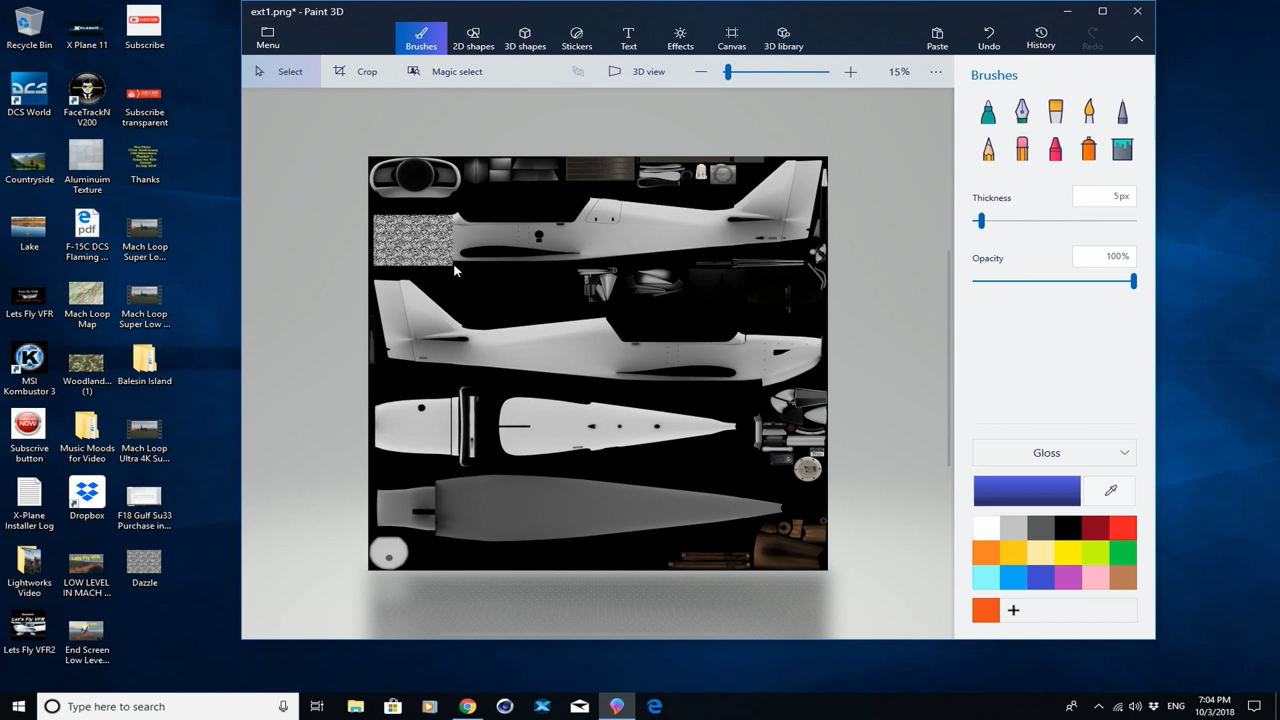 Recycle Bin
X Plane 11
Subscribe
DCS World
FaceTrackN
V200
Subscribe
transparent
Countryside
Aluminuim
Texture
Thanks
Lake
F-15C DCS
Flaming ...
Mach Loop
Super Lo...
Lets Fly VFR
Mach Loop
Map
Mach Loop
Super Low ...
MSI
Kombustor 3
Woodland...
(1)
Balesin Island
Subscrive
button
Music Moods
for Video
Mach Loop
Ultra 4K Su...
X-Plane
Installer Log
Dropbox
F18 Gulf Su33
Purchase in...
Lightworks
Video
LOW LEVEL
IN MACH ...
Dazzle
Lets Fly VFR2
End Screen
Low Leve...
ext1.png* - Paint 3D
Menu
Brushes
2D shapes
3D shapes
Stickers
Text
Effects
Canvas
3D library
Paste
Undo
History
Redo
Select
Crop
Magic select
3D view
15%
Brushes
Thickness
5px
Opacity
100%
Gloss
Type here to search
ENG
7:04 PM
10/3/2018